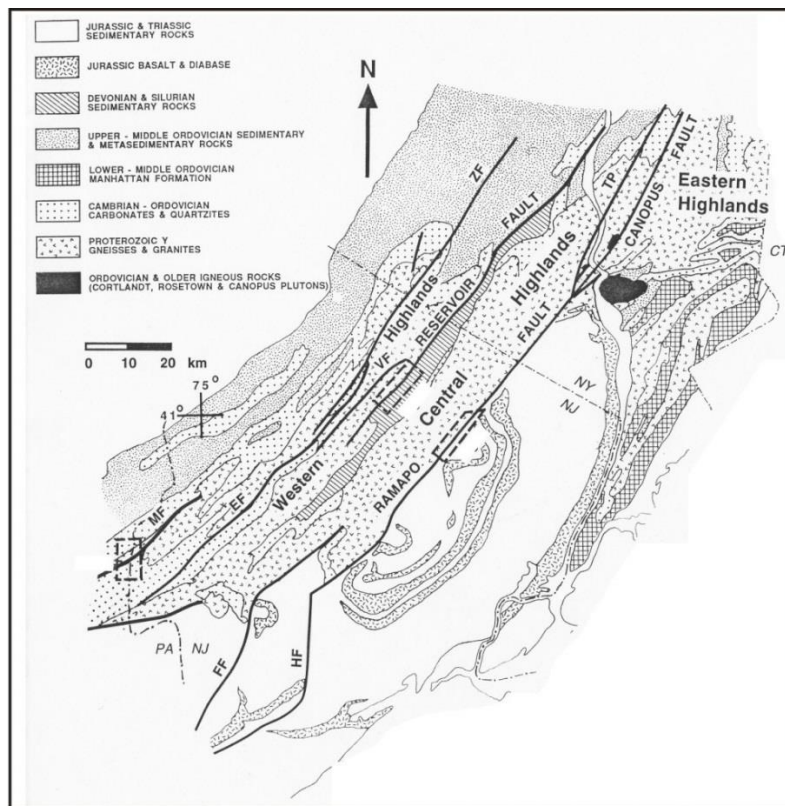 JURASSIC & TRIASSIC
SEDIMENTARY ROCKS
JURASSIC BASALT & DIABASE
DEVONIAN & SILURIAN
SEDIMENTARY ROCKS
UPPER - MIDDLE ORDOVICIAN SEDIMENTARY
& METASEDIMENTARY ROCKS
LOWER - MIDDLE ORDOVICIAN
MANHATTAN FORMATION
CAMBRIAN - ORDOVICIAN
CARBONATES & QUARTZITES
PROTEROZOIC Y
GNEISSES & GRANITES
ORDOVICIAN & OLDER IGNEOUS ROCKS
(CORTLANDT, ROSETOWN & CANOPUS PLUTONS)
N
ZF
RESERVOIR FAULT
TP
CANOPUS FAULT
Eastern
Highlands
CT
Western Highlands
Central Highlands
VF
RAMAPO FAULT
NY
NJ
0 10 20
km
75°
41°
MF
EF
PA
NJ
FF
HF